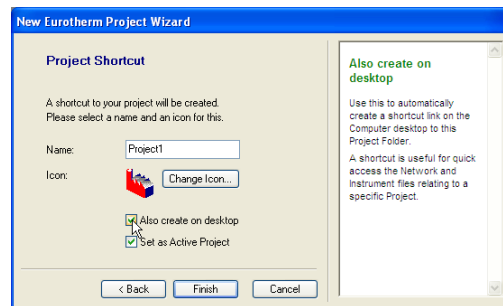 New Eurotherm Project Wizard
Project Shortcut
A shortcut to your project will be created.
Please select a name and an icon for this.
Name:
Project1
Icon:
Change Icon...
Also create on desktop
Set as Active Project
< Back
Finish
Cancel
Also create on
desktop
Use this to automatically
create a shortcut link on the
Computer desktop to this
Project Folder.
A shortcut is useful for quick
access the Network and
Instrument files relating to a
specific Project.